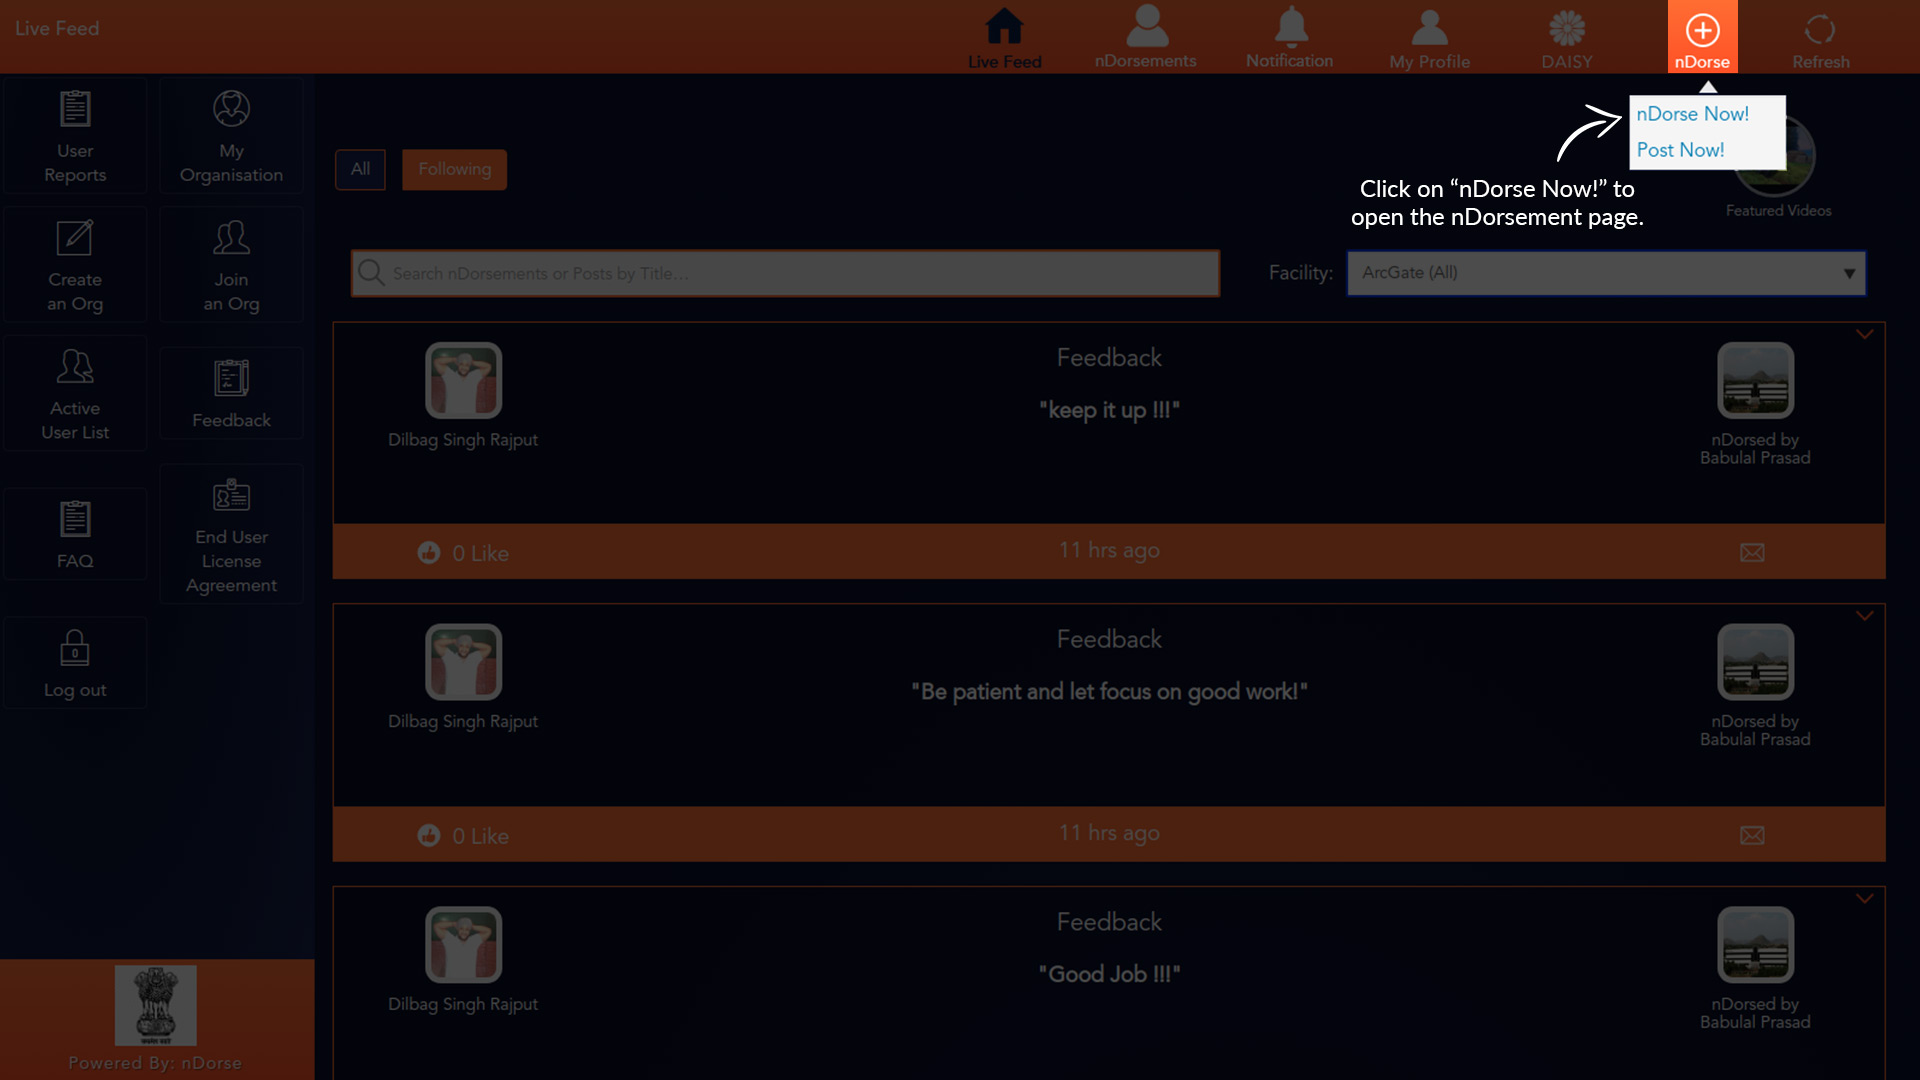 Live Feed
Live Feed
nDorsements
Notification
My Profile
DAISY
nDorse
Refresh
nDorse Now!
Post Now!
Click on “nDorse Now!” to
open the nDorsement page.
Featured Videos
User
Reports
My
Organisation
Create
an Org
Join
an Org
Active
User List
Feedback
FAQ
End User
License
Agreement
Log out
Powered By: nDorse
All
Following
Search nDorsements or Posts by Title...
Facility:
ArcGate (All)
Dilbag Singh Rajput
Feedback
"keep it up !!!"
nDorsed by
Babulal Prasad
0 Like
11 hrs ago
Dilbag Singh Rajput
Feedback
"Be patient and let focus on good work!"
nDorsed by
Babulal Prasad
0 Like
11 hrs ago
Dilbag Singh Rajput
Feedback
"Good Job !!!"
nDorsed by
Babulal Prasad